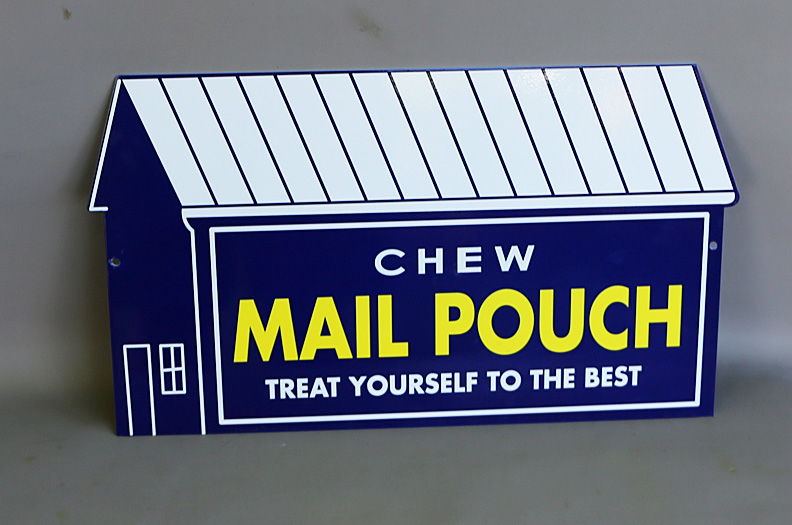 CHEW
MAIL POUCH
TREAT YOURSELF TO THE BEST